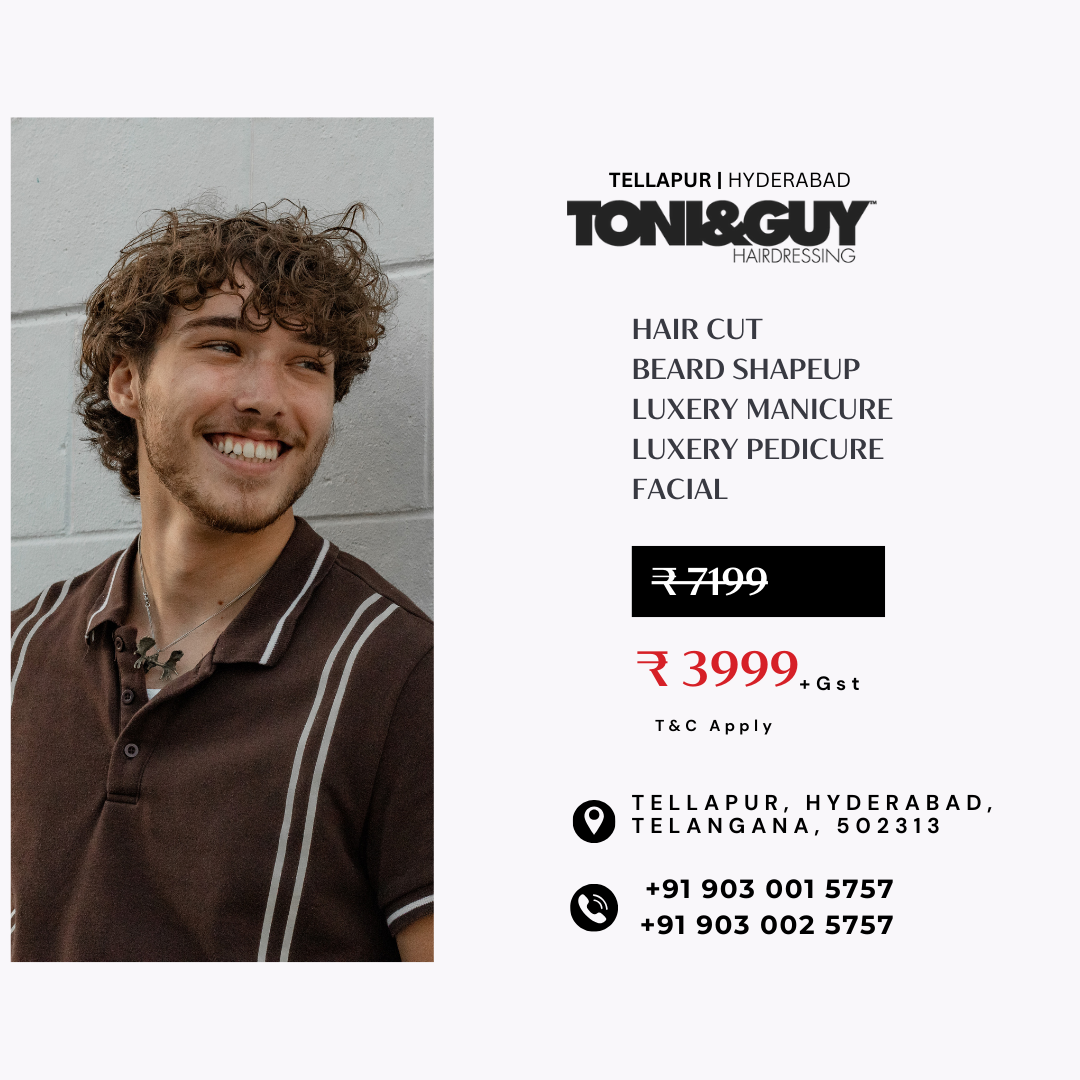 TELLAPUR | HYDERABAD
TONI&GUY™
HAIRDRESSING
HAIR CUT
BEARD SHAPEUP
LUXERY MANICURE
LUXERY PEDICURE
FACIAL
₹ 7199
₹ 3999+Gst
T&C Apply
TELLAPUR, HYDERABAD,
TELANGANA, 502313
+91 903 001 5757
+91 903 002 5757